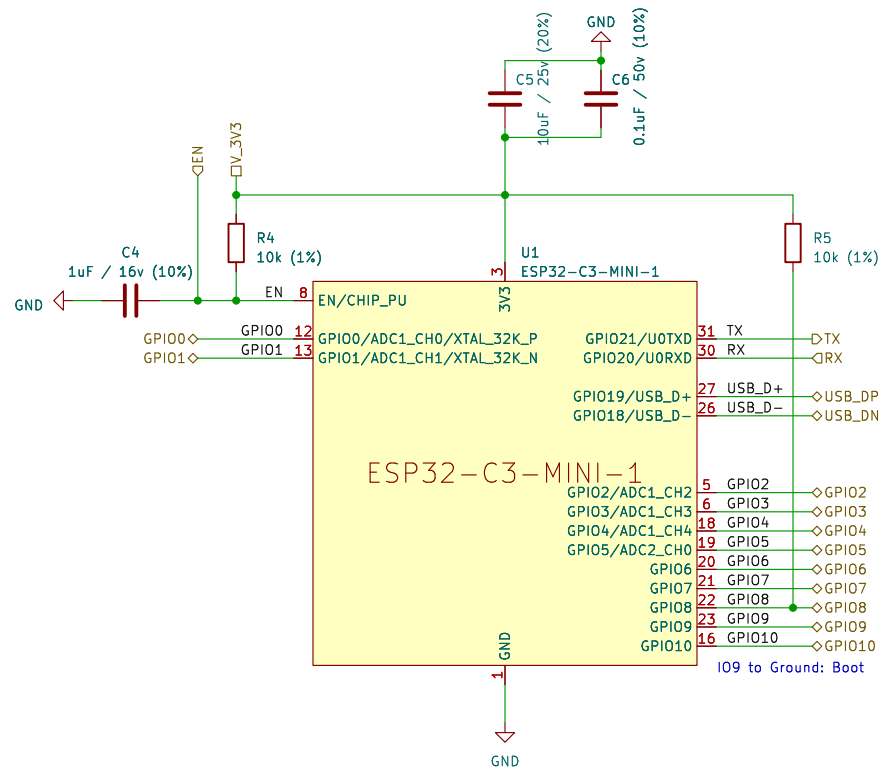 GND
C5
10uF / 25v (20%)
C6
0.1uF / 50v (10%)
EN
V_3V3
R4
10k (1%)
R5
10k (1%)
C4
1uF / 16v (10%)
GND
U1
ESP32-C3-MINI-1
3
3V3
EN
8
EN/CHIP_PU
GPIO0
GPIO0
12
GPIO0/ADC1_CH0/XTAL_32K_P
GPIO1
GPIO1
13
GPIO1/ADC1_CH1/XTAL_32K_N
GPIO21/U0TXD
31
TX
TX
GPIO20/U0RXD
30
RX
RX
GPIO19/USB_D+
27
USB_D+
USB_DP
GPIO18/USB_D-
26
USB_D-
USB_DN
ESP32-C3-MINI-1
GPIO2/ADC1_CH2
5
GPIO2
GPIO2
GPIO3/ADC1_CH3
6
GPIO3
GPIO3
GPIO4/ADC1_CH4
18
GPIO4
GPIO4
GPIO5/ADC2_CH0
19
GPIO5
GPIO5
GPIO6
20
GPIO6
GPIO6
GPIO7
21
GPIO7
GPIO7
GPIO8
22
GPIO8
GPIO8
GPIO9
23
GPIO9
GPIO9
GPIO10
16
GPIO10
GPIO10
IO9 to Ground: Boot
GND
1
GND